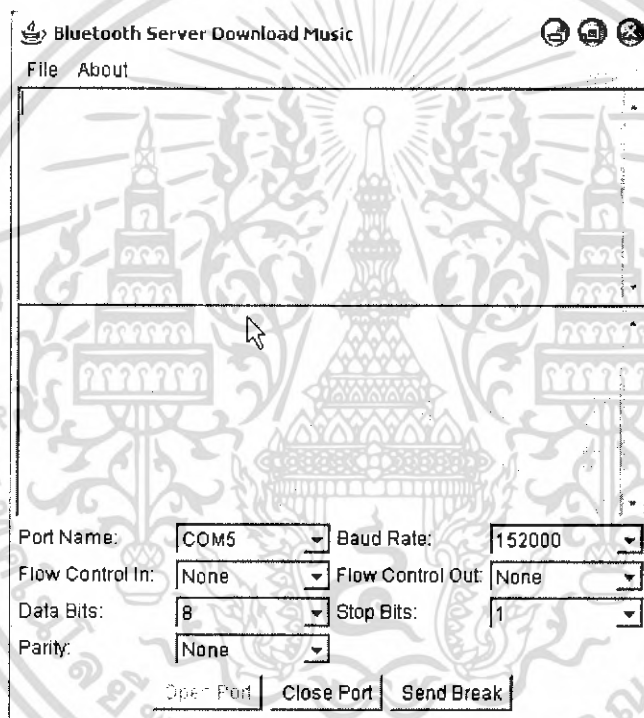 Bluetooth Server Download Music
File About
Port Name: COM5 Baud Rate: 152000
Flow Control In: None Flow Control Out: None
Data Bits: 8 Stop Bits: 1
Parity: None
Open Port Close Port Send Break